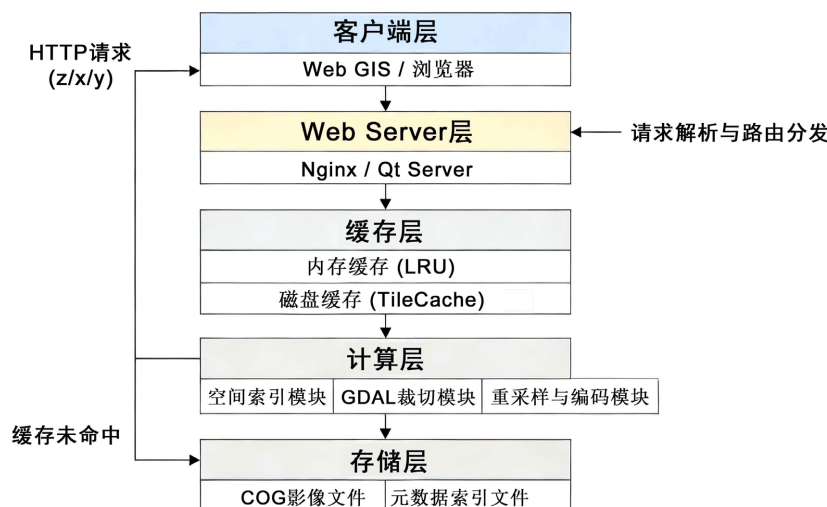 客户端层
HTTP请求
(z/x/y)
Web GIS / 浏览器
Web Server层
请求解析与路由分发
Nginx / Qt Server
缓存层
内存缓存 (LRU)
磁盘缓存 (TileCache)
计算层
空间索引模块 GDAL裁切模块 重采样与编码模块
缓存未命中
存储层
COG影像文件 元数据索引文件